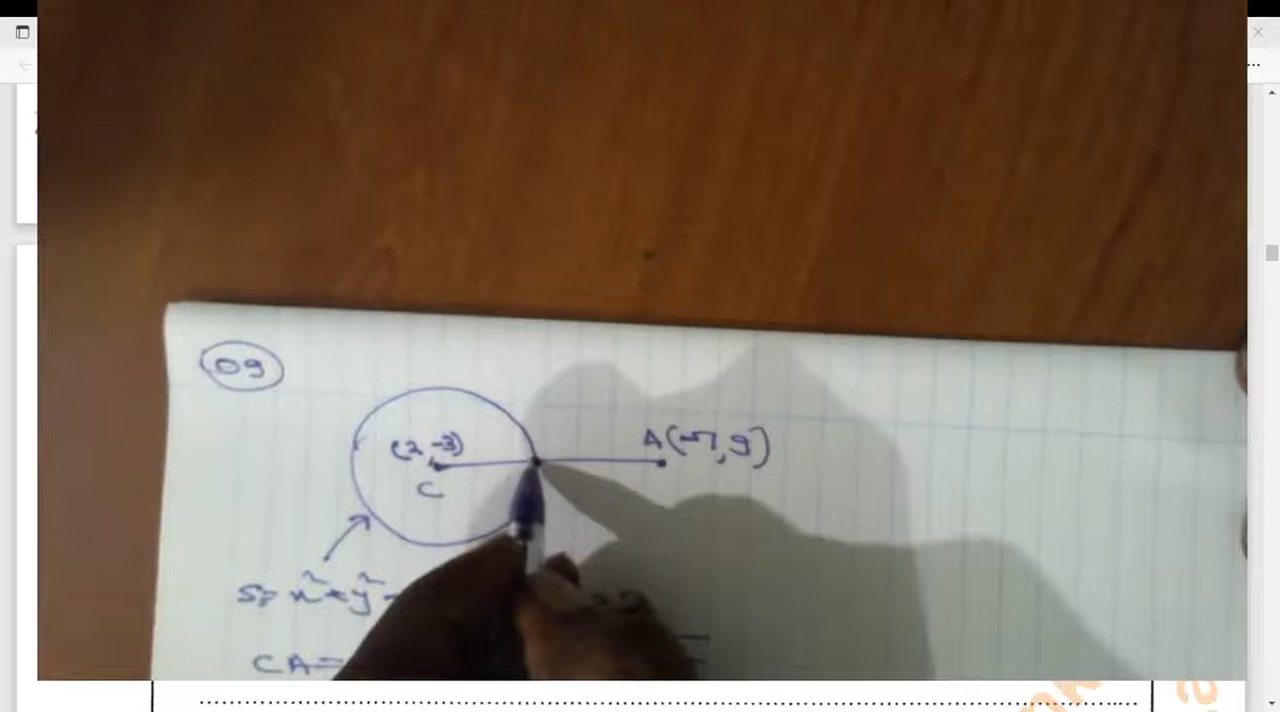 09
(2,-3)
A(-7,9)
C
S= x²+y²-
CA=